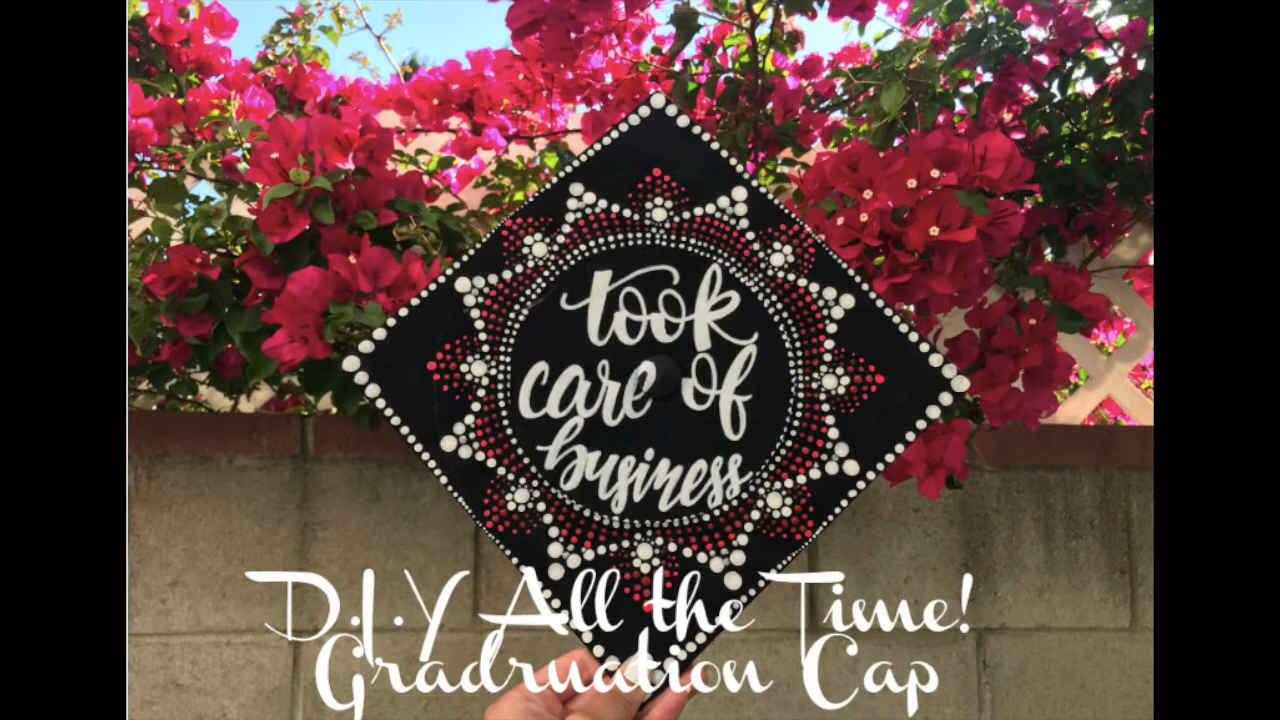 took
care of
business
D.I.Y All the Time!
Gradruation Cap